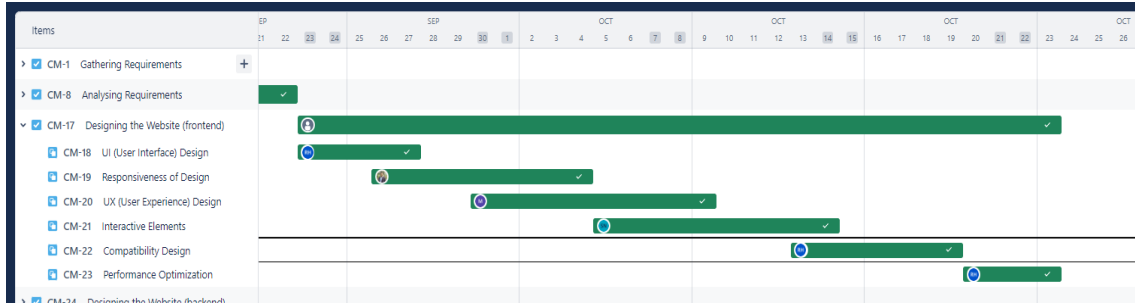 EP SEP OCT OCT OCT OCT
Items
21 22 23 24 25 26 27 28 29 30 1 2 3 4 5 6 7 8 9 10 11 12 13 14 15 16 17 18 19 20 21 22 23 24 25 26
CM-1 Gathering Requirements +
CM-8 Analysing Requirements
CM-17 Designing the Website (frontend)
CM-18 UI (User Interface) Design RH
CM-19 Responsiveness of Design
CM-20 UX (User Experience) Design M
CM-21 Interactive Elements
CM-22 Compatibility Design RH
CM-23 Performance Optimization RH
CM-24 Designing the Website (backend)